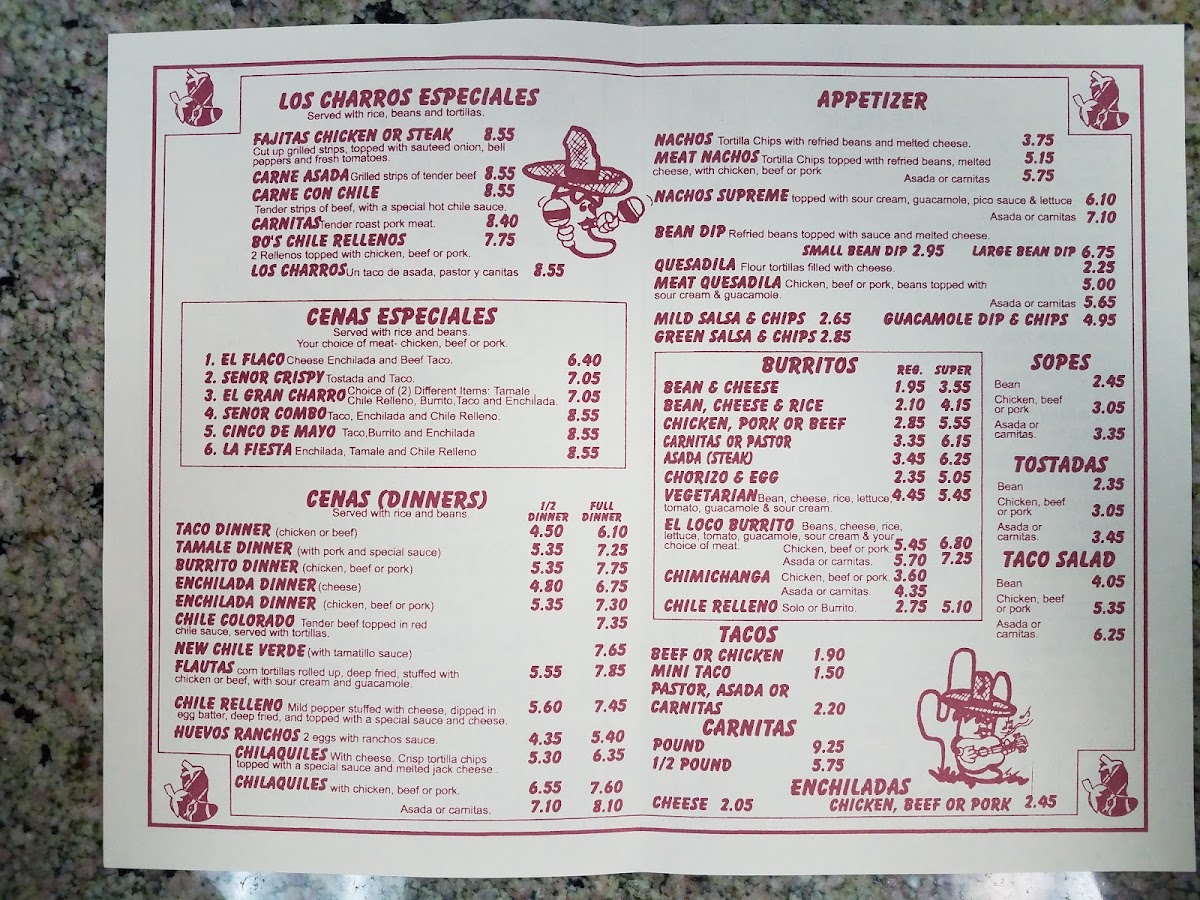 LOS CHARROS ESPECIALES
Served with rice, beans and tortillas.
FAJITAS CHICKEN OR STEAK 8.55
Cut up grilled strips, topped with sauteed onion, bell
peppers and fresh tomatoes.
CARNE ASADA Grilled strips of tender beef 8.55
CARNE CON CHILE 8.55
Tender strips of beef, with a special hot chile sauce.
CARNITAS Tender roast pork meat. 8.40
BO'S CHILE RELLENOS 7.75
2 Rellenos topped with chicken, beef or pork.
LOS CHARROS Un taco de asada, pastor y canitas 8.55
CENAS ESPECIALES
Served with rice and beans.
Your choice of meat- chicken, beef or pork.
1. EL FLACO Cheese Enchilada and Beef Taco. 6.40
2. SENOR CRISPY Tostada and Taco. 7.05
3. EL GRAN CHARRO Choice of (2) Different Items: Tamale, Chile Relleno, Burrito, Taco and Enchilada. 7.05
4. SENOR COMBO Taco, Enchilada and Chile Relleno. 8.55
5. CINCO DE MAYO Taco, Burrito and Enchilada 8.55
6. LA FIESTA Enchilada, Tamale and Chile Relleno 8.55
CENAS (DINNERS)
Served with rice and beans.
1/2 FULL
DINNER DINNER
TACO DINNER (chicken or beef) 4.50 6.10
TAMALE DINNER (with pork and special sauce) 5.35 7.25
BURRITO DINNER (chicken, beef or pork) 5.35 7.75
ENCHILADA DINNER (cheese) 4.80 6.75
ENCHILADA DINNER (chicken, beef or pork) 5.35 7.30
CHILE COLORADO Tender beef topped in red 7.35
chile sauce, served with tortillas.
NEW CHILE VERDE (with tamatillo sauce) 7.65
FLAUTAS corn tortillas rolled up, deep fried, stuffed with 5.55 7.85
chicken or beef, with sour cream and guacamole.
CHILE RELLENO Mild pepper stuffed with cheese, dipped in 5.60 7.45
egg batter, deep fried, and topped with a special sauce and cheese.
HUEVOS RANCHOS 2 eggs with ranchos sauce. 4.35 5.40
CHILAQUILES With cheese. Crisp tortilla chips 5.30 6.35
topped with a special sauce and melted jack cheese.
CHILAQUILES with chicken, beef or pork. 6.55 7.60
Asada or carnitas. 7.10 8.10
APPETIZER
NACHOS Tortilla Chips with refried beans and melted cheese. 3.75
MEAT NACHOS Tortilla Chips topped with refried beans, melted 5.15
cheese, with chicken, beef or pork
Asada or carnitas 5.75
NACHOS SUPREME topped with sour cream, guacamole, pico sauce & lettuce 6.10
Asada or carnitas 7.10
BEAN DIP Refried beans topped with sauce and melted cheese.
SMALL BEAN DIP 2.95 LARGE BEAN DIP 6.75
QUESADILA Flour tortillas filled with cheese. 2.25
MEAT QUESADILA Chicken, beef or pork, beans topped with 5.00
sour cream & guacamole.
Asada or carnitas 5.65
MILD SALSA & CHIPS 2.65 GUACAMOLE DIP & CHIPS 4.95
GREEN SALSA & CHIPS 2.85
BURRITOS REG. SUPER
BEAN & CHEESE 1.95 3.55
BEAN, CHEESE & RICE 2.10 4.15
CHICKEN, PORK OR BEEF 2.85 5.55
CARNITAS OR PASTOR 3.35 6.15
ASADA (STEAK) 3.45 6.25
CHORIZO & EGG 2.35 5.05
VEGETARIAN Bean, cheese, rice, lettuce, 4.45 5.45
tomato, guacamole & sour cream.
EL LOCO BURRITO Beans, cheese, rice,
lettuce, tomato, guacamole, sour cream & your
choice of meat. Chicken, beef or pork. 5.45 6.80
Asada or carnitas. 5.70 7.25
CHIMICHANGA Chicken, beef or pork. 3.60
Asada or carnitas. 4.35
CHILE RELLENO Solo or Burrito. 2.75 5.10
SOPES
Bean 2.45
Chicken, beef
or pork 3.05
Asada or
carnitas. 3.35
TOSTADAS
Bean 2.35
Chicken, beef
or pork 3.05
Asada or
carnitas. 3.45
TACO SALAD
Bean 4.05
Chicken, beef
or pork 5.35
Asada or
carnitas. 6.25
TACOS
BEEF OR CHICKEN 1.90
MINI TACO 1.50
PASTOR, ASADA OR
CARNITAS 2.20
CARNITAS
POUND 9.25
1/2 POUND 5.75
ENCHILADAS
CHEESE 2.05 CHICKEN, BEEF OR PORK 2.45